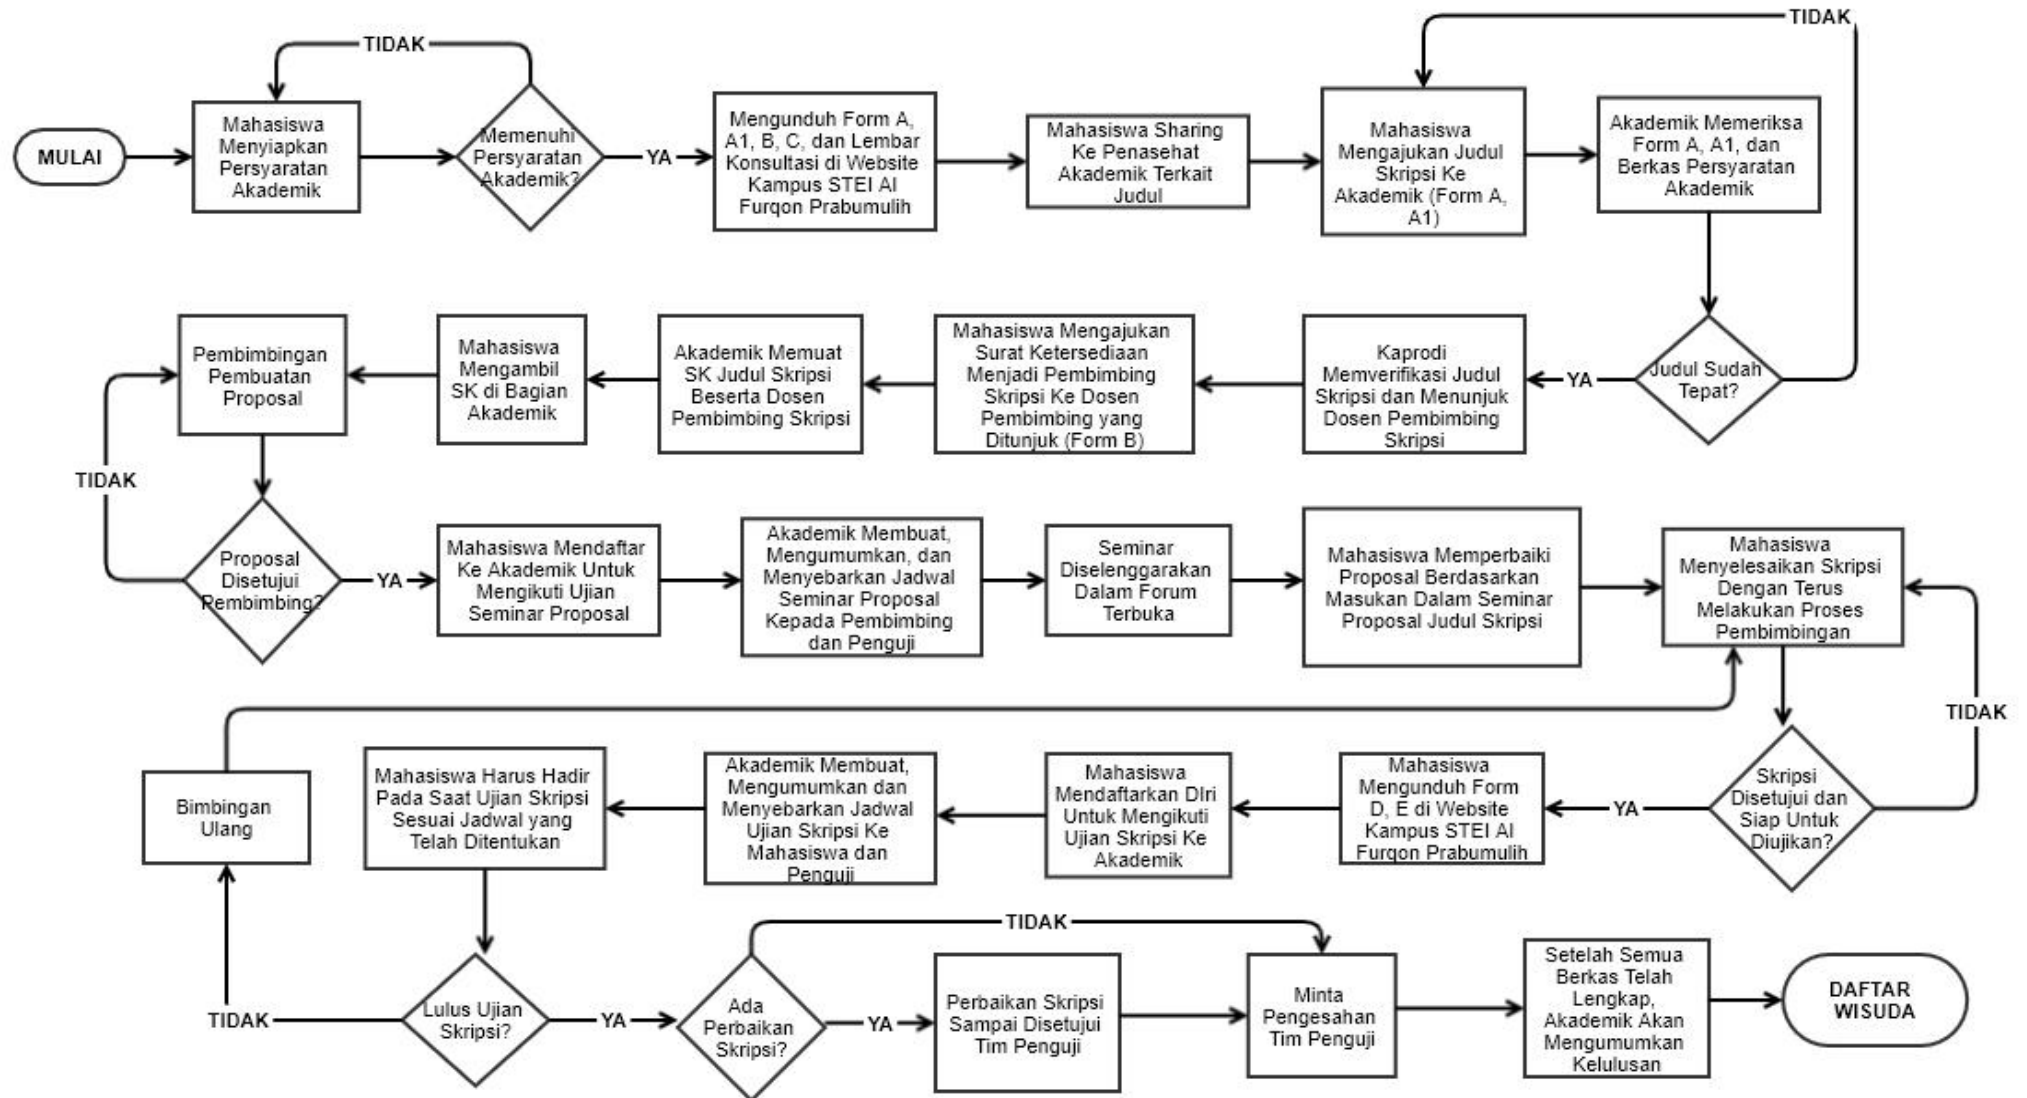 TIDAK
TIDAK
MULAI
Mahasiswa
Menyiapkan
Persyaratan
Akademik
Memenuhi
Persyaratan
Akademik?
YA
Mengunduh Form A,
A1, B, C, dan Lembar
Konsultasi di Website
Kampus STEI Al
Furqon Prabumulih
Mahasiswa Sharing
Ke Penasehat
Akademik Terkait
Judul
Mahasiswa
Mengajukan Judul
Skripsi Ke
Akademik (Form A,
A1)
Akademik Memeriksa
Form A, A1, dan
Berkas Persyaratan
Akademik
Judul Sudah
Tepat?
YA
Kaprodi
Memverifikasi Judul
Skripsi dan Menunjuk
Dosen Pembimbing
Skripsi
Mahasiswa Mengajukan
Surat Ketersediaan
Menjadi Pembimbing
Skripsi Ke Dosen
Pembimbing yang
Ditunjuk (Form B)
Akademik Memuat
SK Judul Skripsi
Beserta Dosen
Pembimbing Skripsi
Mahasiswa
Mengambil
SK di Bagian
Akademik
Pembimbingan
Pembuatan
Proposal
TIDAK
Proposal
Disetujui
Pembimbing?
YA
Mahasiswa Mendaftar
Ke Akademik Untuk
Mengikuti Ujian
Seminar Proposal
Akademik Membuat,
Mengumumkan, dan
Menyebarkan Jadwal
Seminar Proposal
Kepada Pembimbing
dan Penguji
Seminar
Diselenggarakan
Dalam Forum
Terbuka
Mahasiswa Memperbaiki
Proposal Berdasarkan
Masukan Dalam Seminar
Proposal Judul Skripsi
Mahasiswa
Menyelesaikan Skripsi
Dengan Terus
Melakukan Proses
Pembimbingan
TIDAK
Skripsi
Disetujui dan
Siap Untuk
Diujikan?
YA
Mahasiswa
Mengunduh Form
D, E di Website
Kampus STEI Al
Furqon Prabumulih
Mahasiswa
Mendaftarkan DIri
Untuk Mengikuti
Ujian Skripsi Ke
Akademik
Akademik Membuat,
Mengumumkan dan
Menyebarkan Jadwal
Ujian Skripsi Ke
Mahasiswa dan
Penguji
Mahasiswa Harus Hadir
Pada Saat Ujian Skripsi
Sesuai Jadwal yang
Telah Ditentukan
Bimbingan
Ulang
TIDAK
Lulus Ujian
Skripsi?
YA
Ada
Perbaikan
Skripsi?
TIDAK
YA
Perbaikan Skripsi
Sampai Disetujui
Tim Penguji
Minta
Pengesahan
Tim Penguji
Setelah Semua
Berkas Telah
Lengkap,
Akademik Akan
Mengumumkan
Kelulusan
DAFTAR
WISUDA